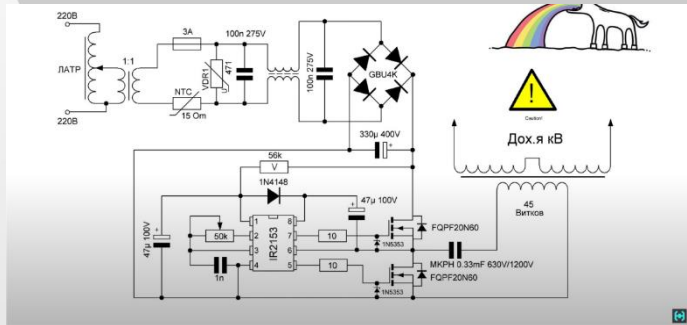 220В
ЛАТР
220В
1:1
3A
NTC
15 Om
VDR1
471
U
100n 275V
100n 275V
GBU4K
330µ 400V
+
Caution!
Дох.я кВ
45
Витков
56k
V
1N4148
47µ 100V
+
47µ 100V
+
50k
1n
1
2
3
4
IR2153
8
7
6
5
10
10
1N5353
1N5353
FQPF20N60
MKPH 0.33mF 630V/1200V
FQPF20N60